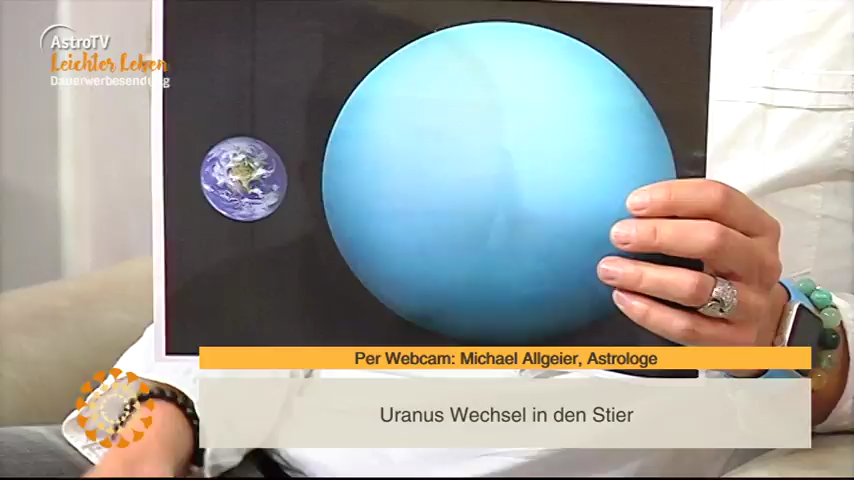 AstroTV
Leichter Leben
Dauerwerbesendung
Per Webcam: Michael Allgeier, Astrologe
Uranus Wechsel in den Stier